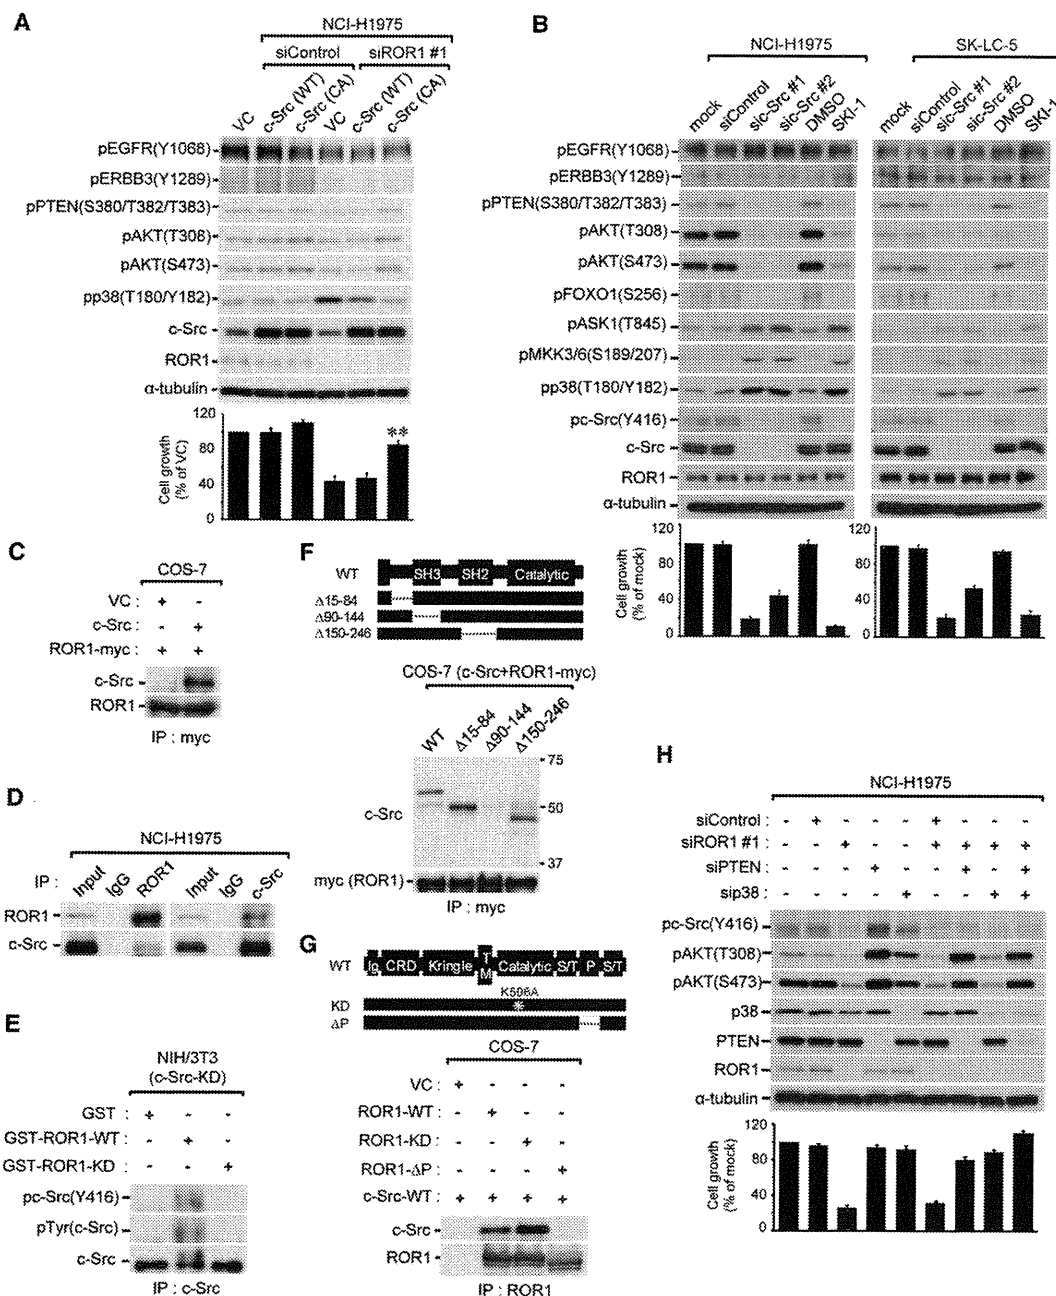 A
NCI-H1975
siControl siROR1 #1
VC c-Src (WT) c-Src (CA) VC c-Src (WT) c-Src (CA)
pEGFR(Y1068)
pERBB3(Y1289)
pPTEN(S380/T382/T383)
pAKT(T308)
pAKT(S473)
pp38(T180/Y182)
c-Src
ROR1
α-tubulin
Cell growth
(% of VC)
120
80
40
0
**
B
NCI-H1975 SK-LC-5
mock siControl sic-Src #1 sic-Src #2 DMSO SKI-1 mock siControl sic-Src #1 sic-Src #2 DMSO SKI-1
pEGFR(Y1068)
pERBB3(Y1289)
pPTEN(S380/T382/T383)
pAKT(T308)
pAKT(S473)
pFOXO1(S256)
pASK1(T845)
pMKK3/6(S189/207)
pp38(T180/Y182)
pc-Src(Y416)
c-Src
ROR1
α-tubulin
Cell growth
(% of mock)
120 120
80 80
40 40
0 0
C
COS-7
VC : + -
c-Src : - +
ROR1-myc : + +
c-Src
ROR1
IP : myc
D
NCI-H1975
IP : Input IgG ROR1 Input IgG c-Src
ROR1
c-Src
E
NIH/3T3
(c-Src-KD)
GST : + - -
GST-ROR1-WT : - + -
GST-ROR1-KD : - - +
pc-Src(Y416)
pTyr(c-Src)
c-Src
IP : c-Src
F
WT SH3 SH2 Catalytic
Δ15-84
Δ90-144
Δ150-246
COS-7 (c-Src+ROR1-myc)
WT Δ15-84 Δ90-144 Δ150-246
75
50
37
c-Src
myc (ROR1)
IP : myc
G
WT Ig CRD Kringle TM Catalytic S/T P S/T
K506A
KD *
ΔP
COS-7
VC : + - - -
ROR1-WT : - + - -
ROR1-KD : - - + -
ROR1-ΔP : - - - +
c-Src-WT : + + + +
c-Src
ROR1
IP : ROR1
H
NCI-H1975
siControl : - + - - - + - - -
siROR1 #1 : - - + - - + + + +
siPTEN : - - - + - - + - +
sip38 : - - - - + - - + +
pc-Src(Y416)
pAKT(T308)
pAKT(S473)
p38
PTEN
ROR1
α-tubulin
Cell growth
(% of mock)
120
80
40
0